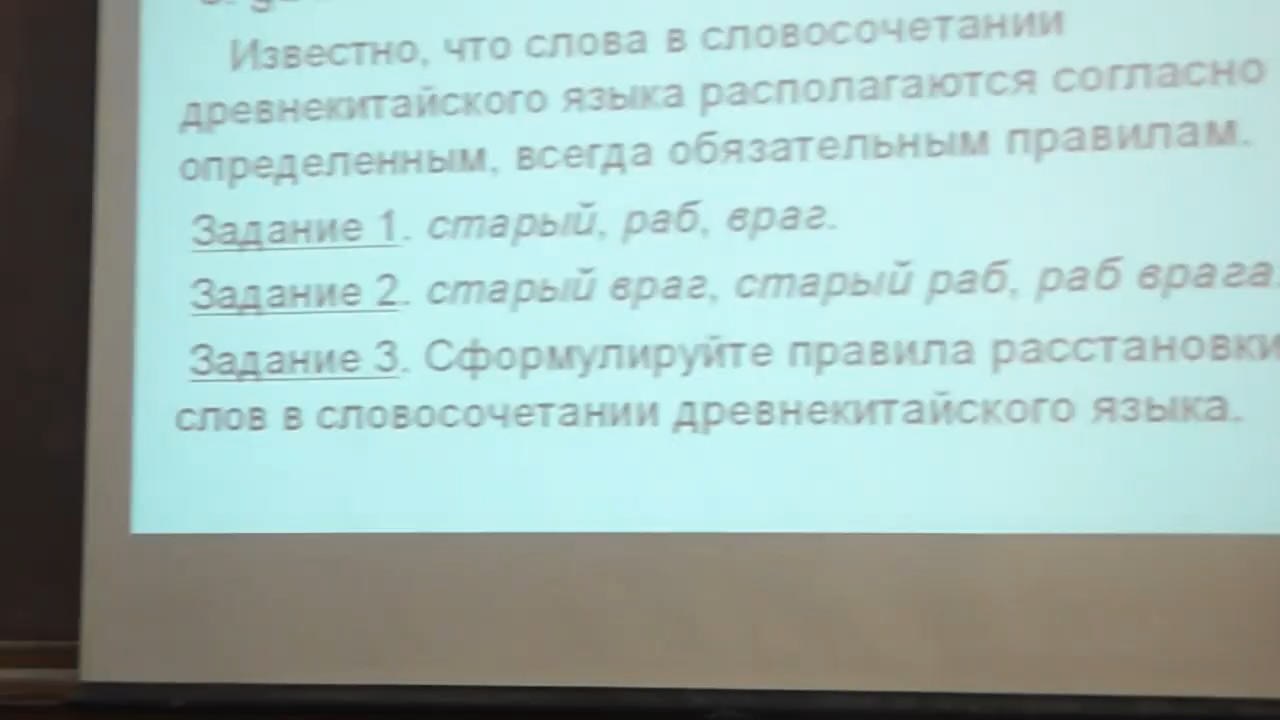 Известно, что слова в словосочетании
древнекитайского языка располагаются согласно
определенным, всегда обязательным правилам.
Задание 1. старый, раб, враг.
Задание 2. старый враг, старый раб, раб врага.
Задание 3. Сформулируйте правила расстановки
слов в словосочетании древнекитайского языка.